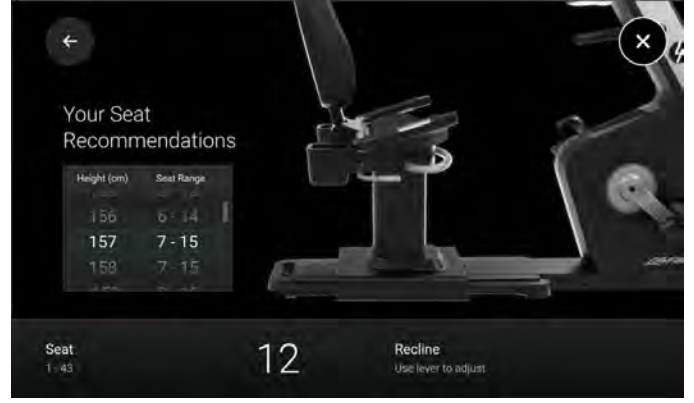 Your Seat
Recommendations
Height (cm) Seat Range
156 6 - 14
157 7 - 15
158 7 - 15
Seat
1 - 43
12
Recline
Use lever to adjust